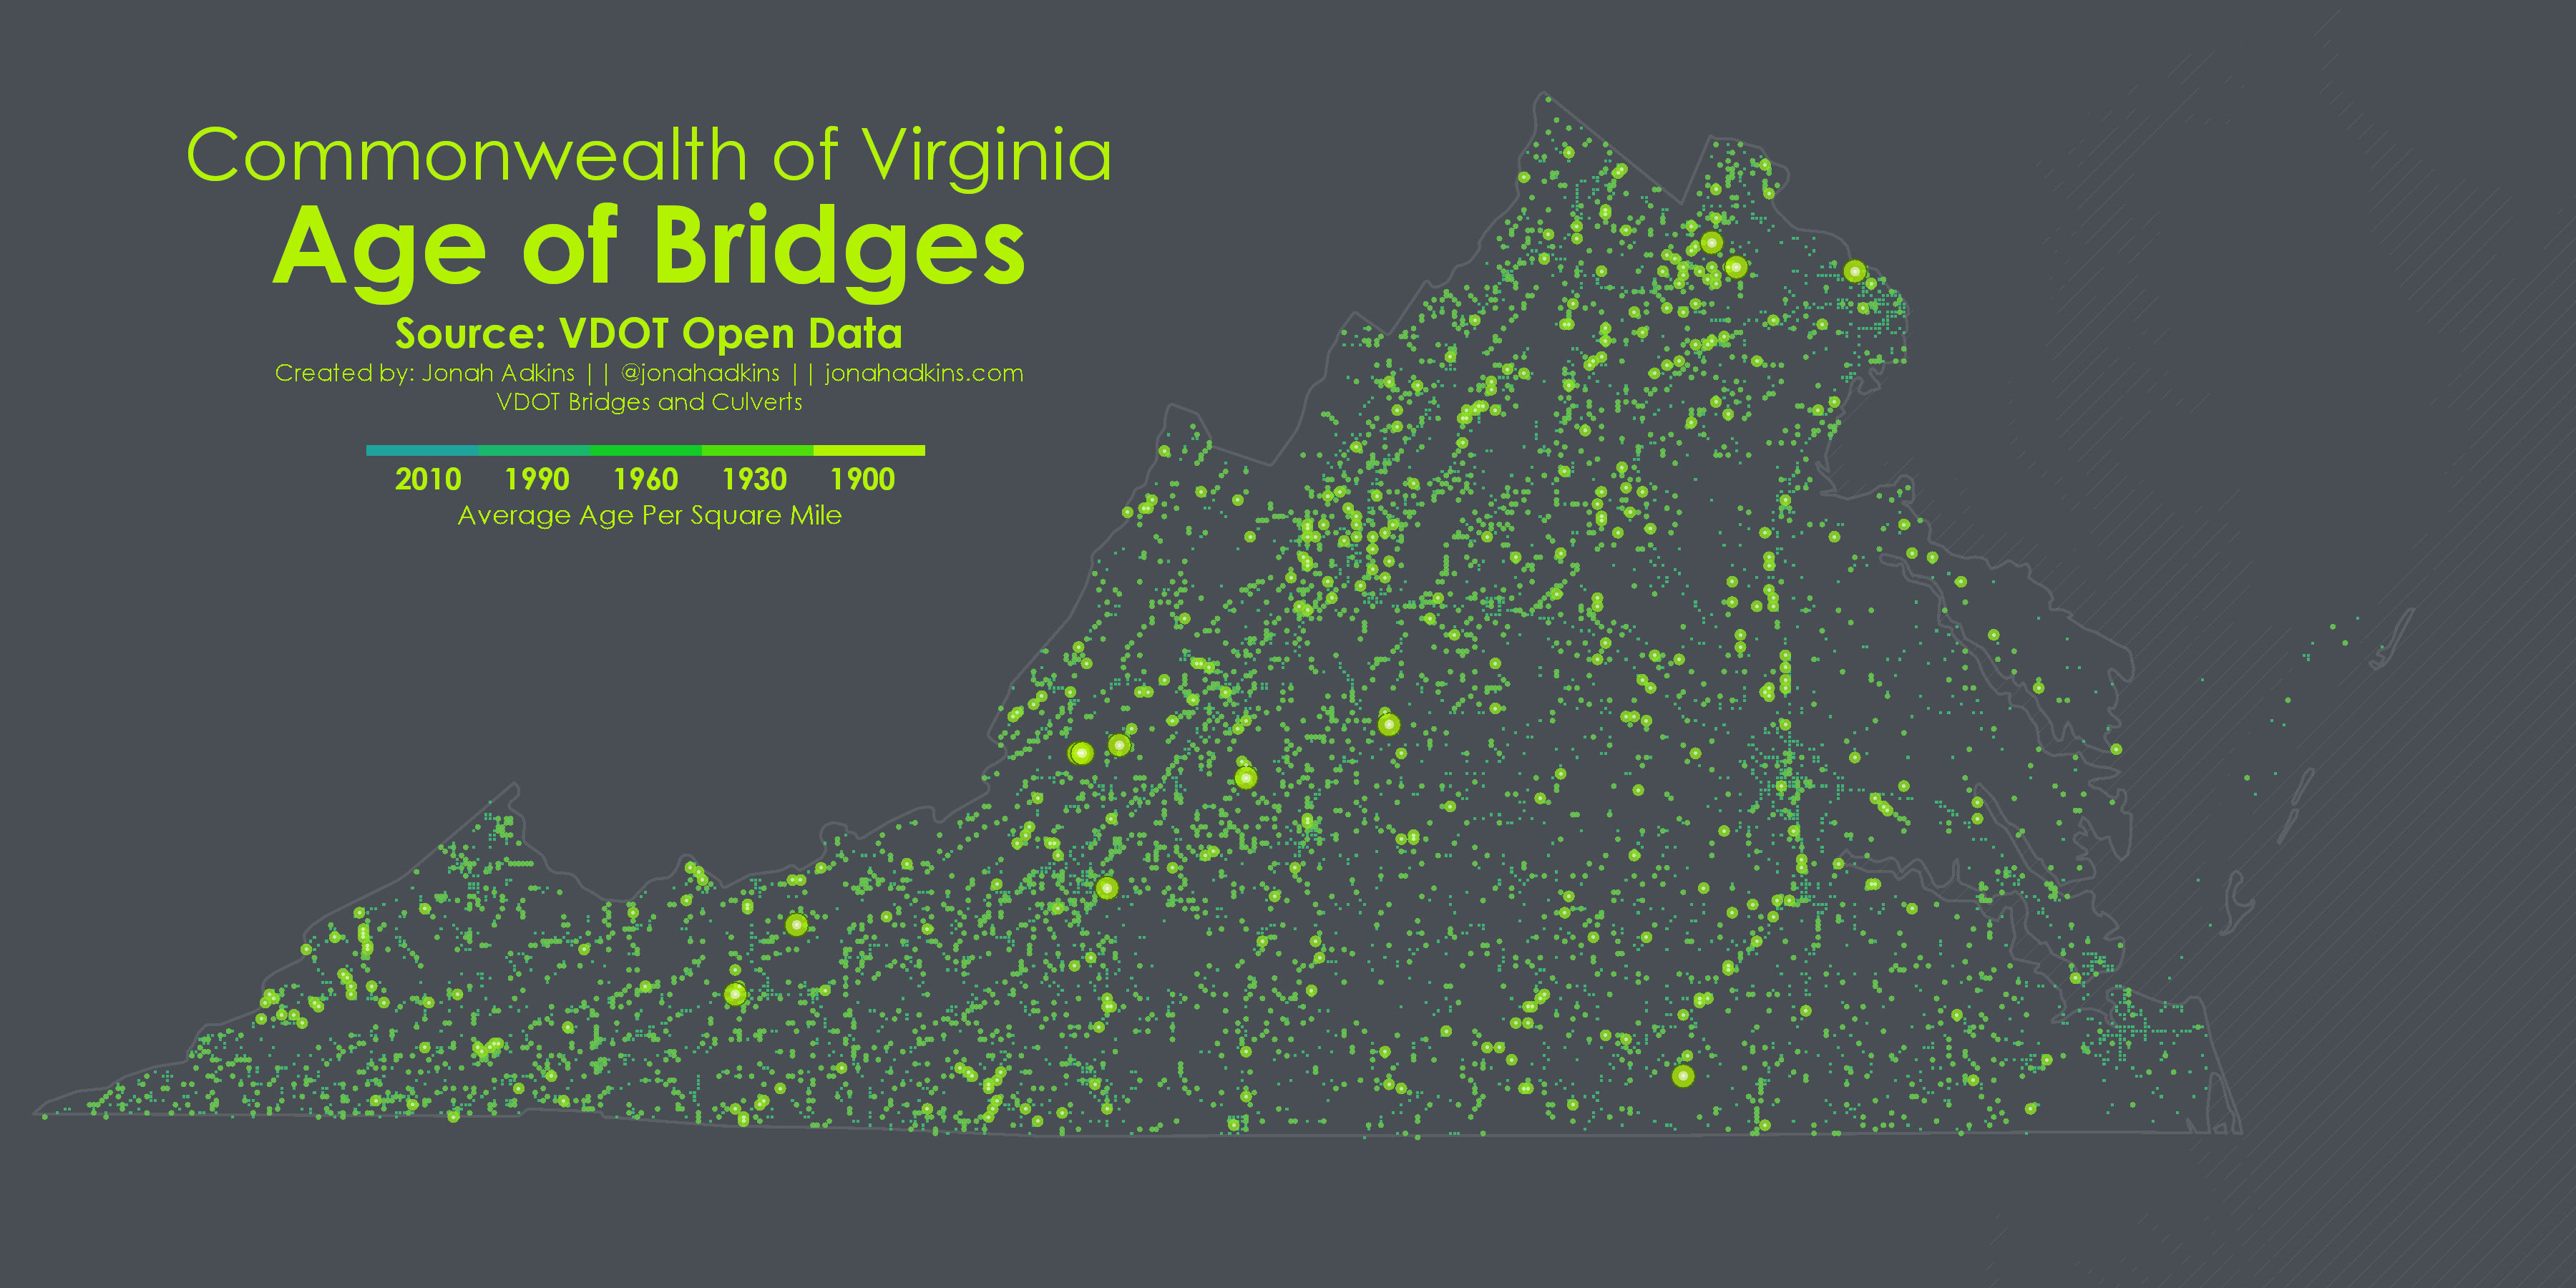 Commonwealth of Virginia
Age of Bridges
Source: VDOT Open Data
Created by: Jonah Adkins || @jonahadkins || jonahadkins.com
VDOT Bridges and Culverts
2010 1990 1960 1930 1900
Average Age Per Square Mile